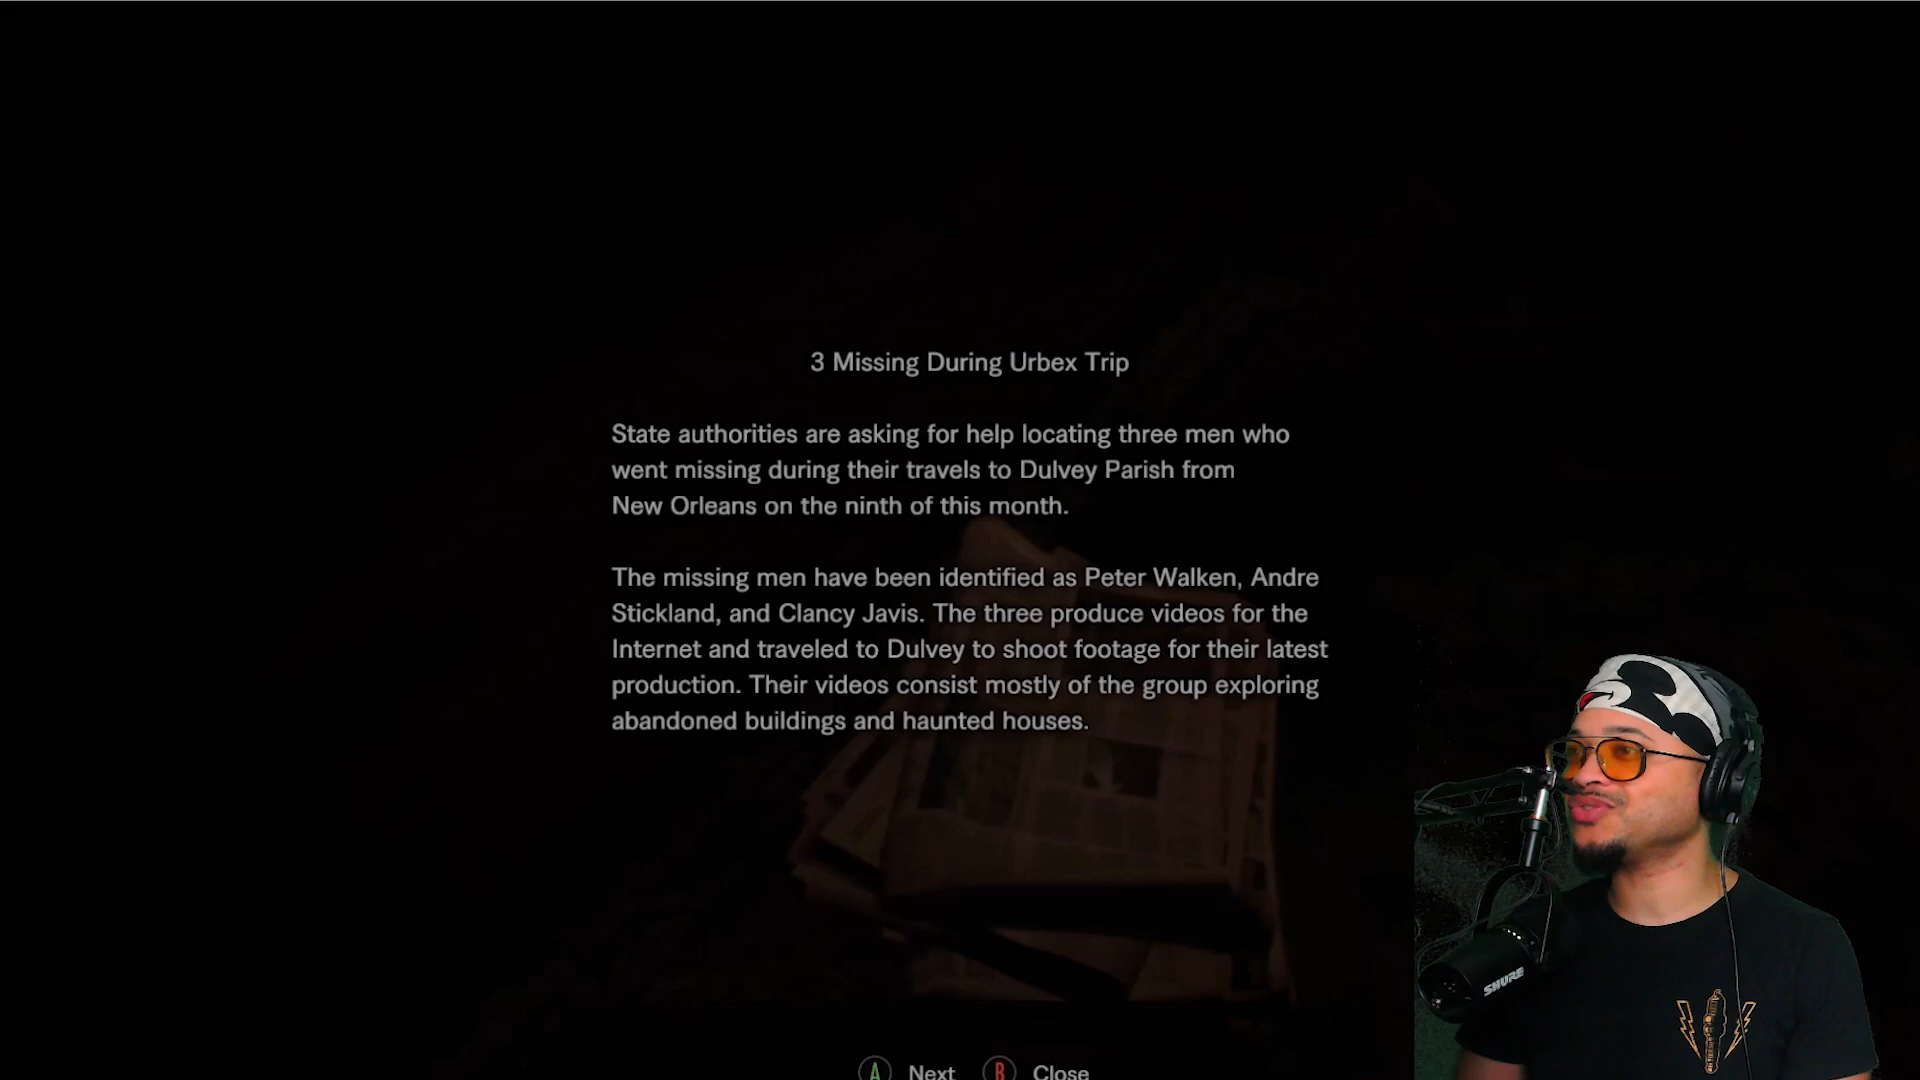 3 Missing During Urbex Trip
State authorities are asking for help locating three men who
went missing during their travels to Dulvey Parish from
New Orleans on the ninth of this month.
The missing men have been identified as Peter Walken, Andre
Stickland, and Clancy Javis. The three produce videos for the
Internet and traveled to Dulvey to shoot footage for their latest
production. Their videos consist mostly of the group exploring
abandoned buildings and haunted houses.
SHURE
A Next B Close